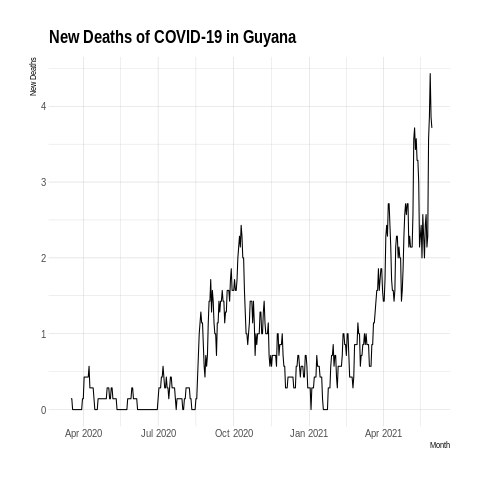 New Deaths of COVID-19 in Guyana
New Deaths
4
3
2
1
0
Apr 2020
Jul 2020
Oct 2020
Jan 2021
Apr 2021
Month